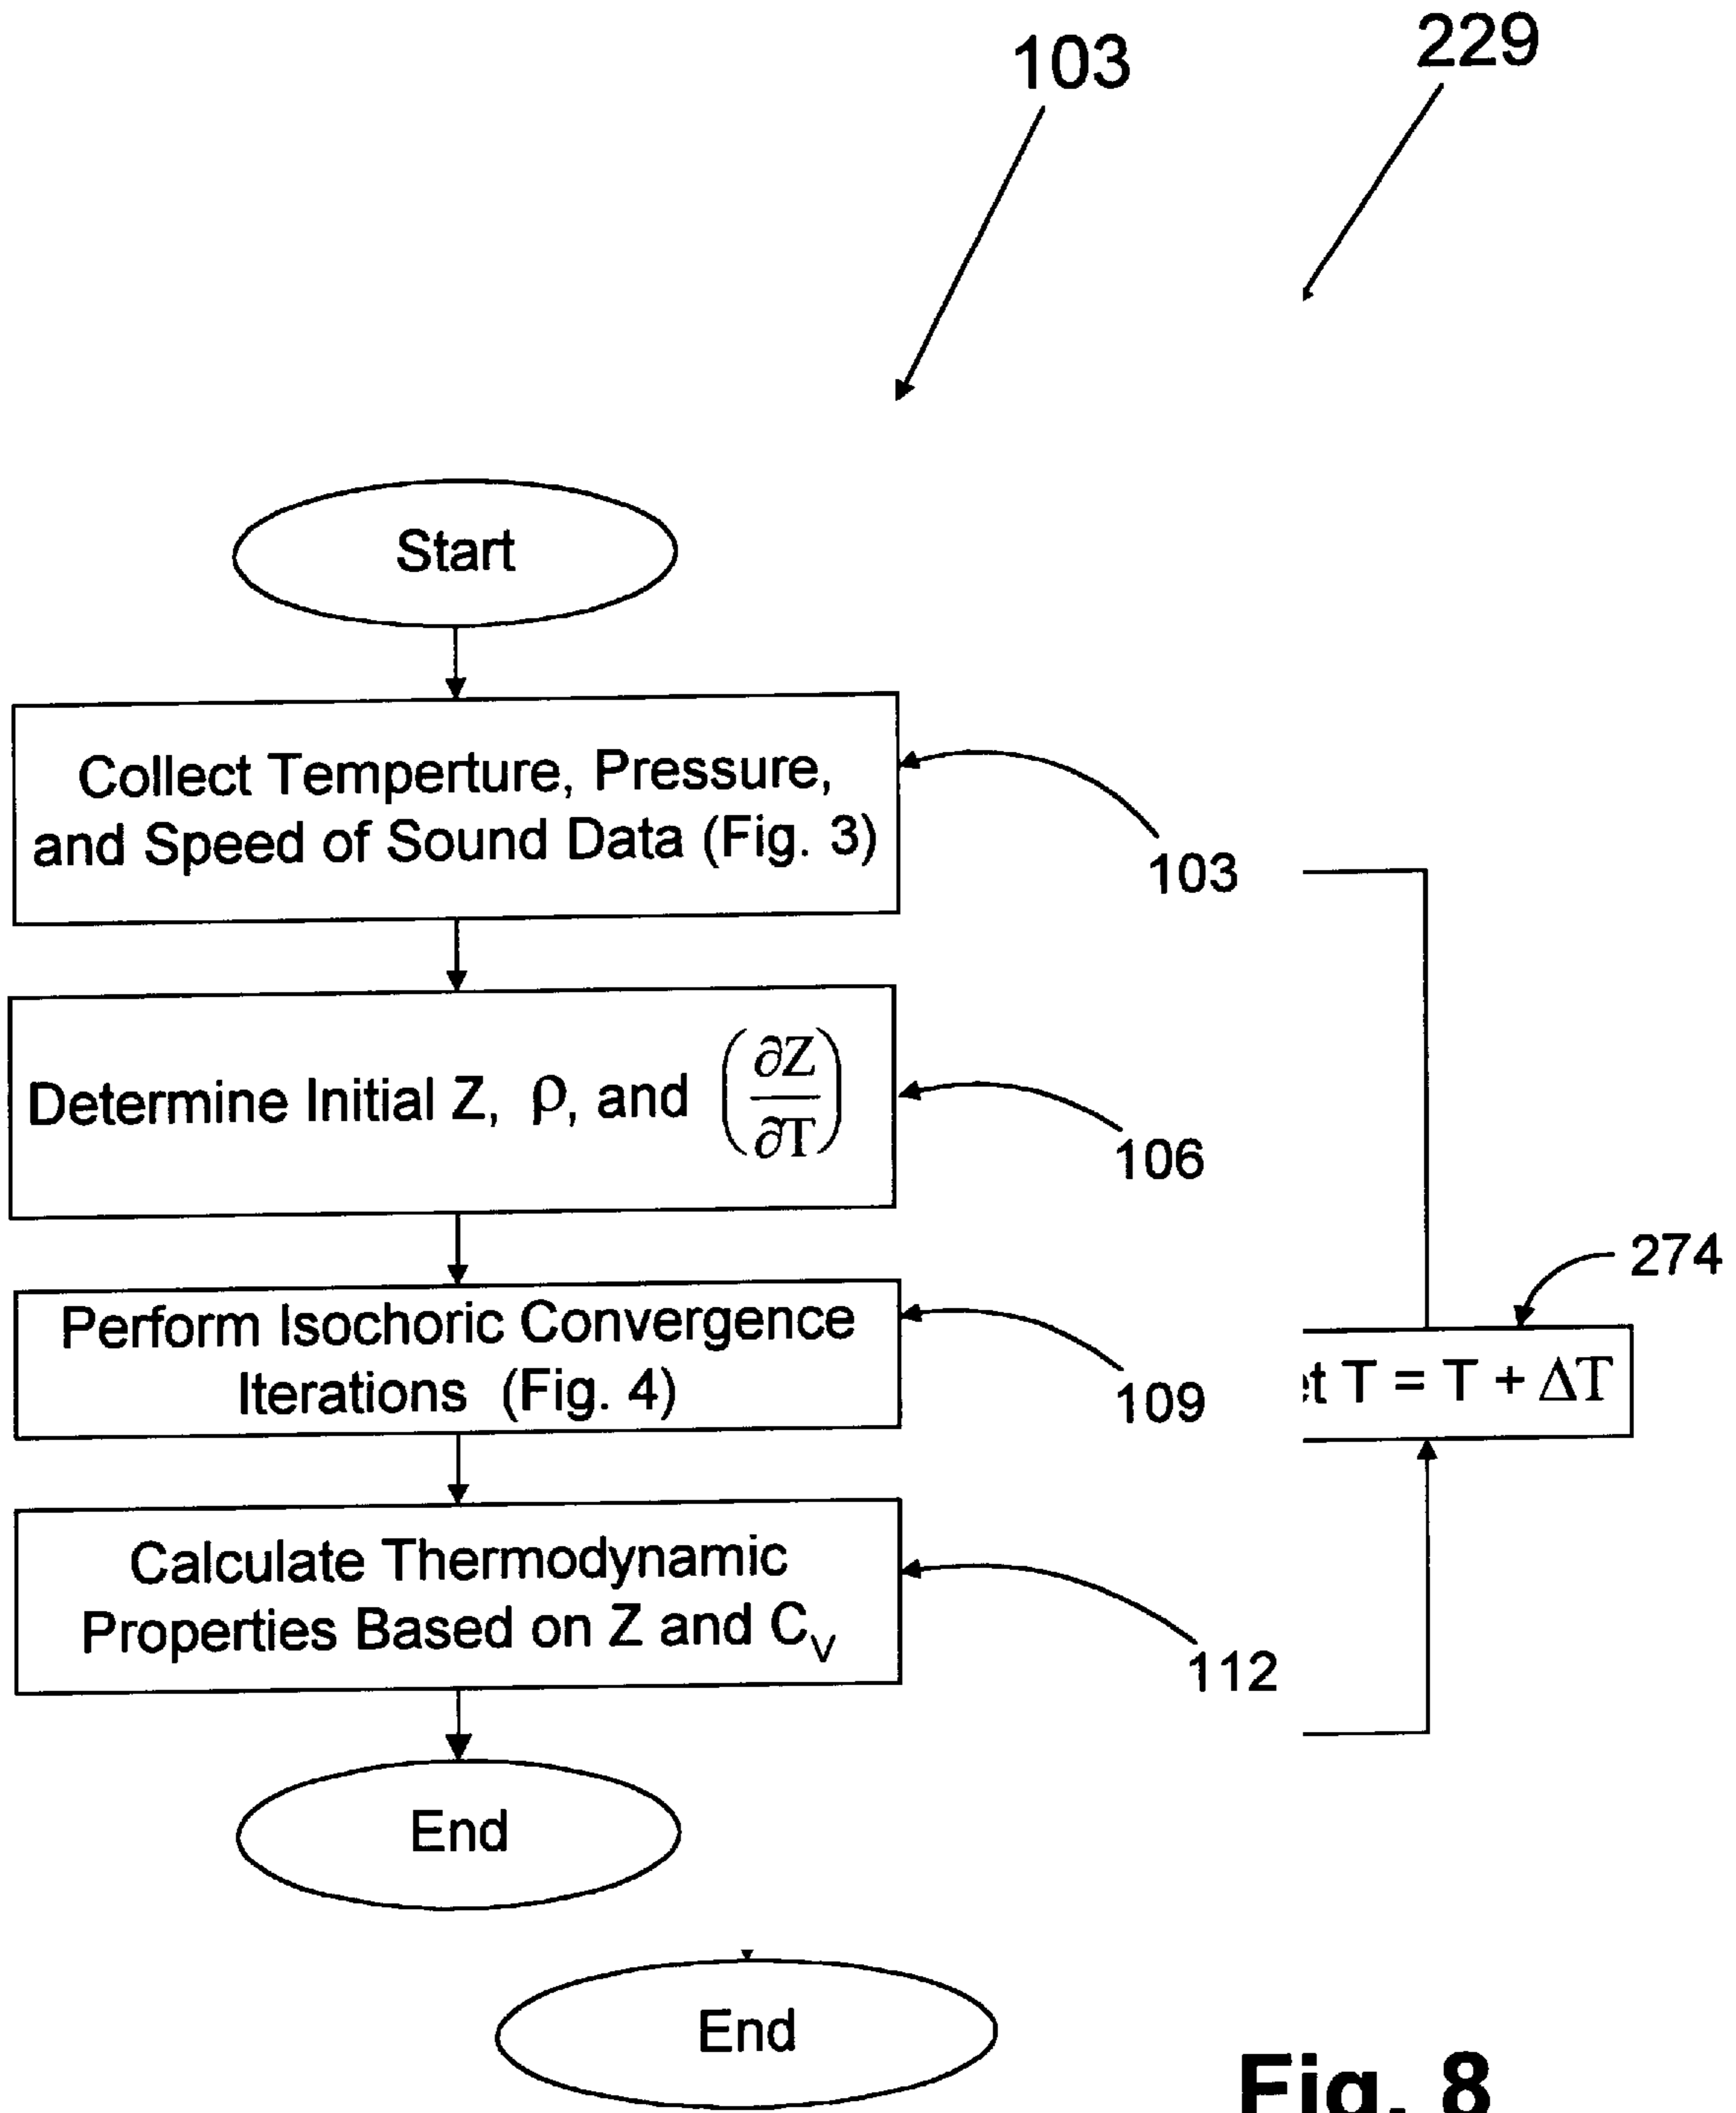 103
229
Start
Collect Temperture, Pressure,
and Speed of Sound Data (Fig. 3)
103
Determine Initial Z, ρ, and (∂Z/∂T)
106
274
Perform Isochoric Convergence
Iterations (Fig. 4)
109
T = T + ΔT
Calculate Thermodynamic
Properties Based on Z and C_V
112
End
End
Fig. 8